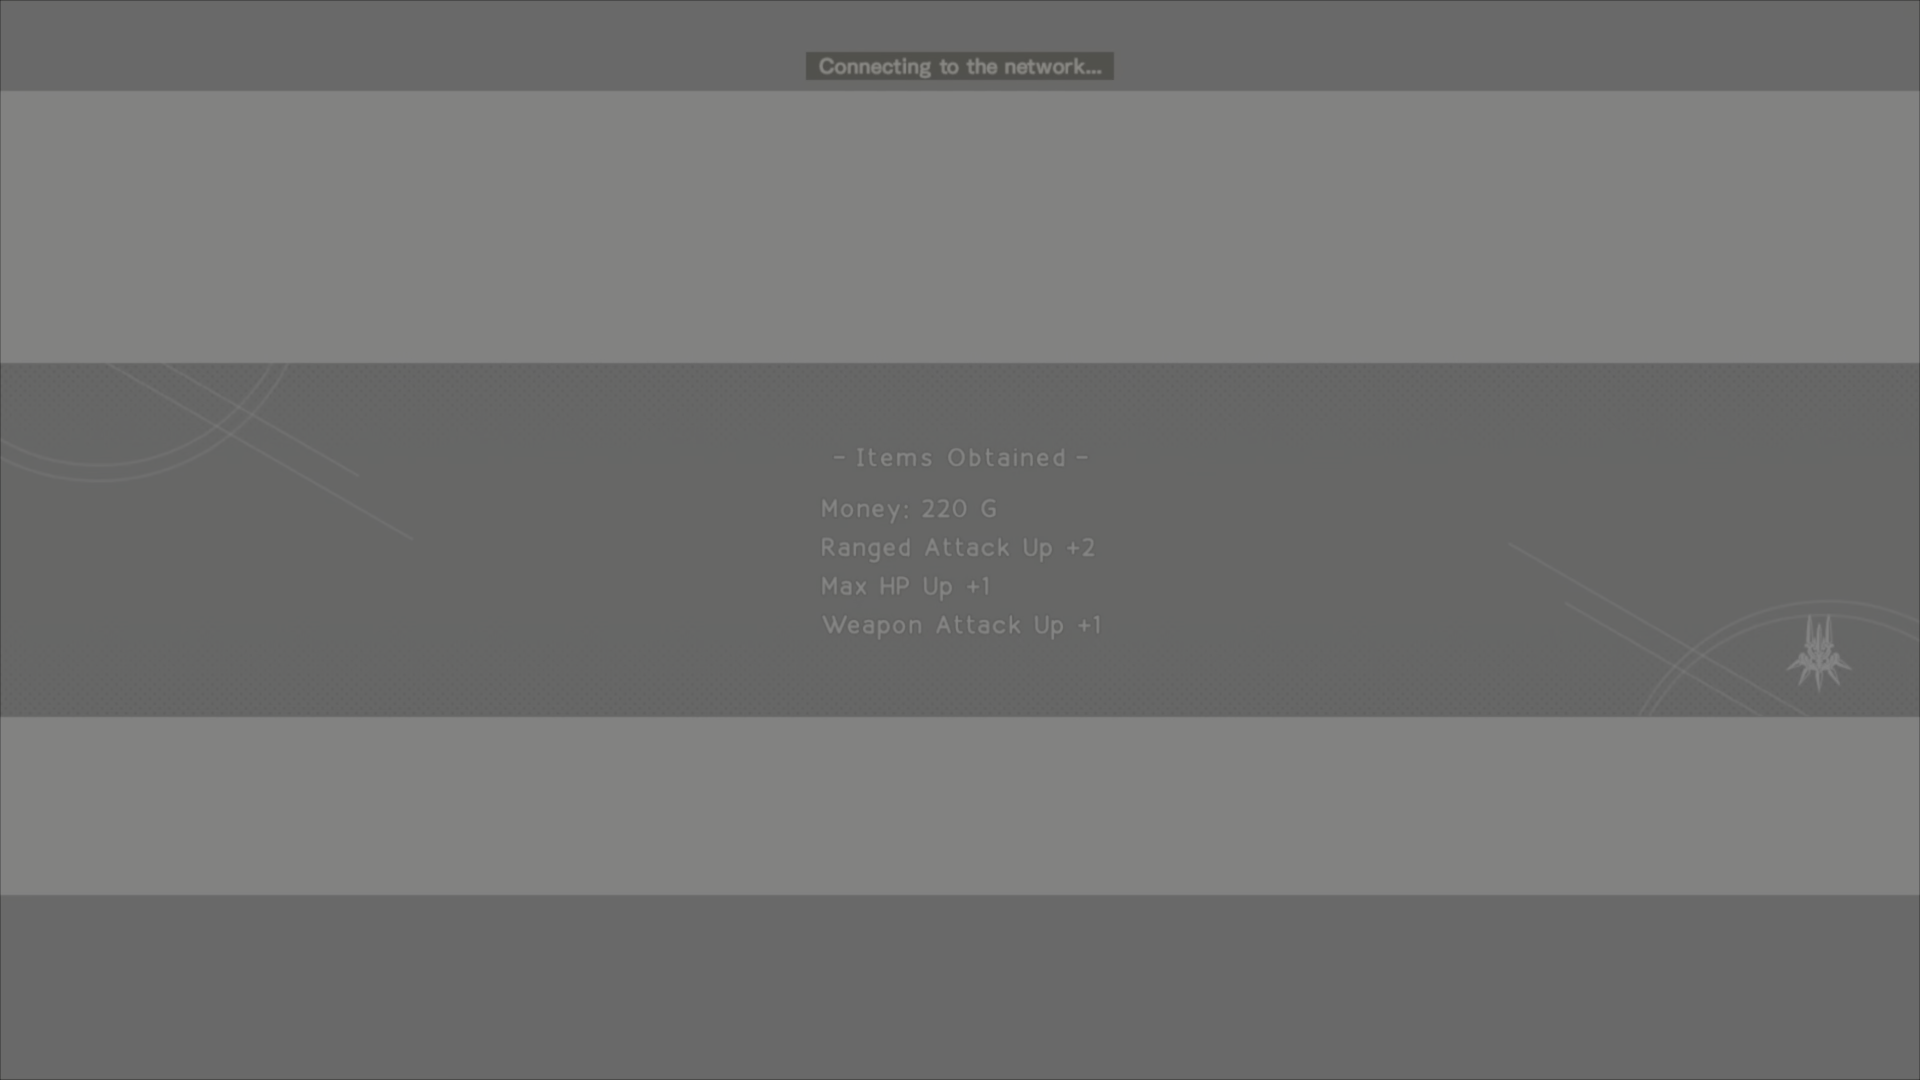 Connecting to the network...
- Items Obtained -
Money: 220 G
Ranged Attack Up +2
Max HP Up +1
Weapon Attack Up +1